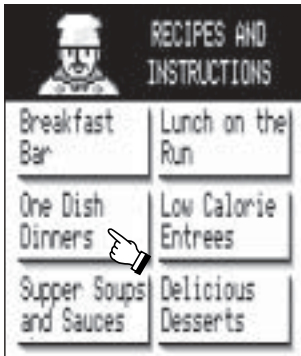 RECIPES AND
INSTRUCTIONS
Breakfast
Bar
Lunch on the
Run
One Dish
Dinners
Low Calorie
Entrees
Supper Soups
and Sauces
Delicious
Desserts